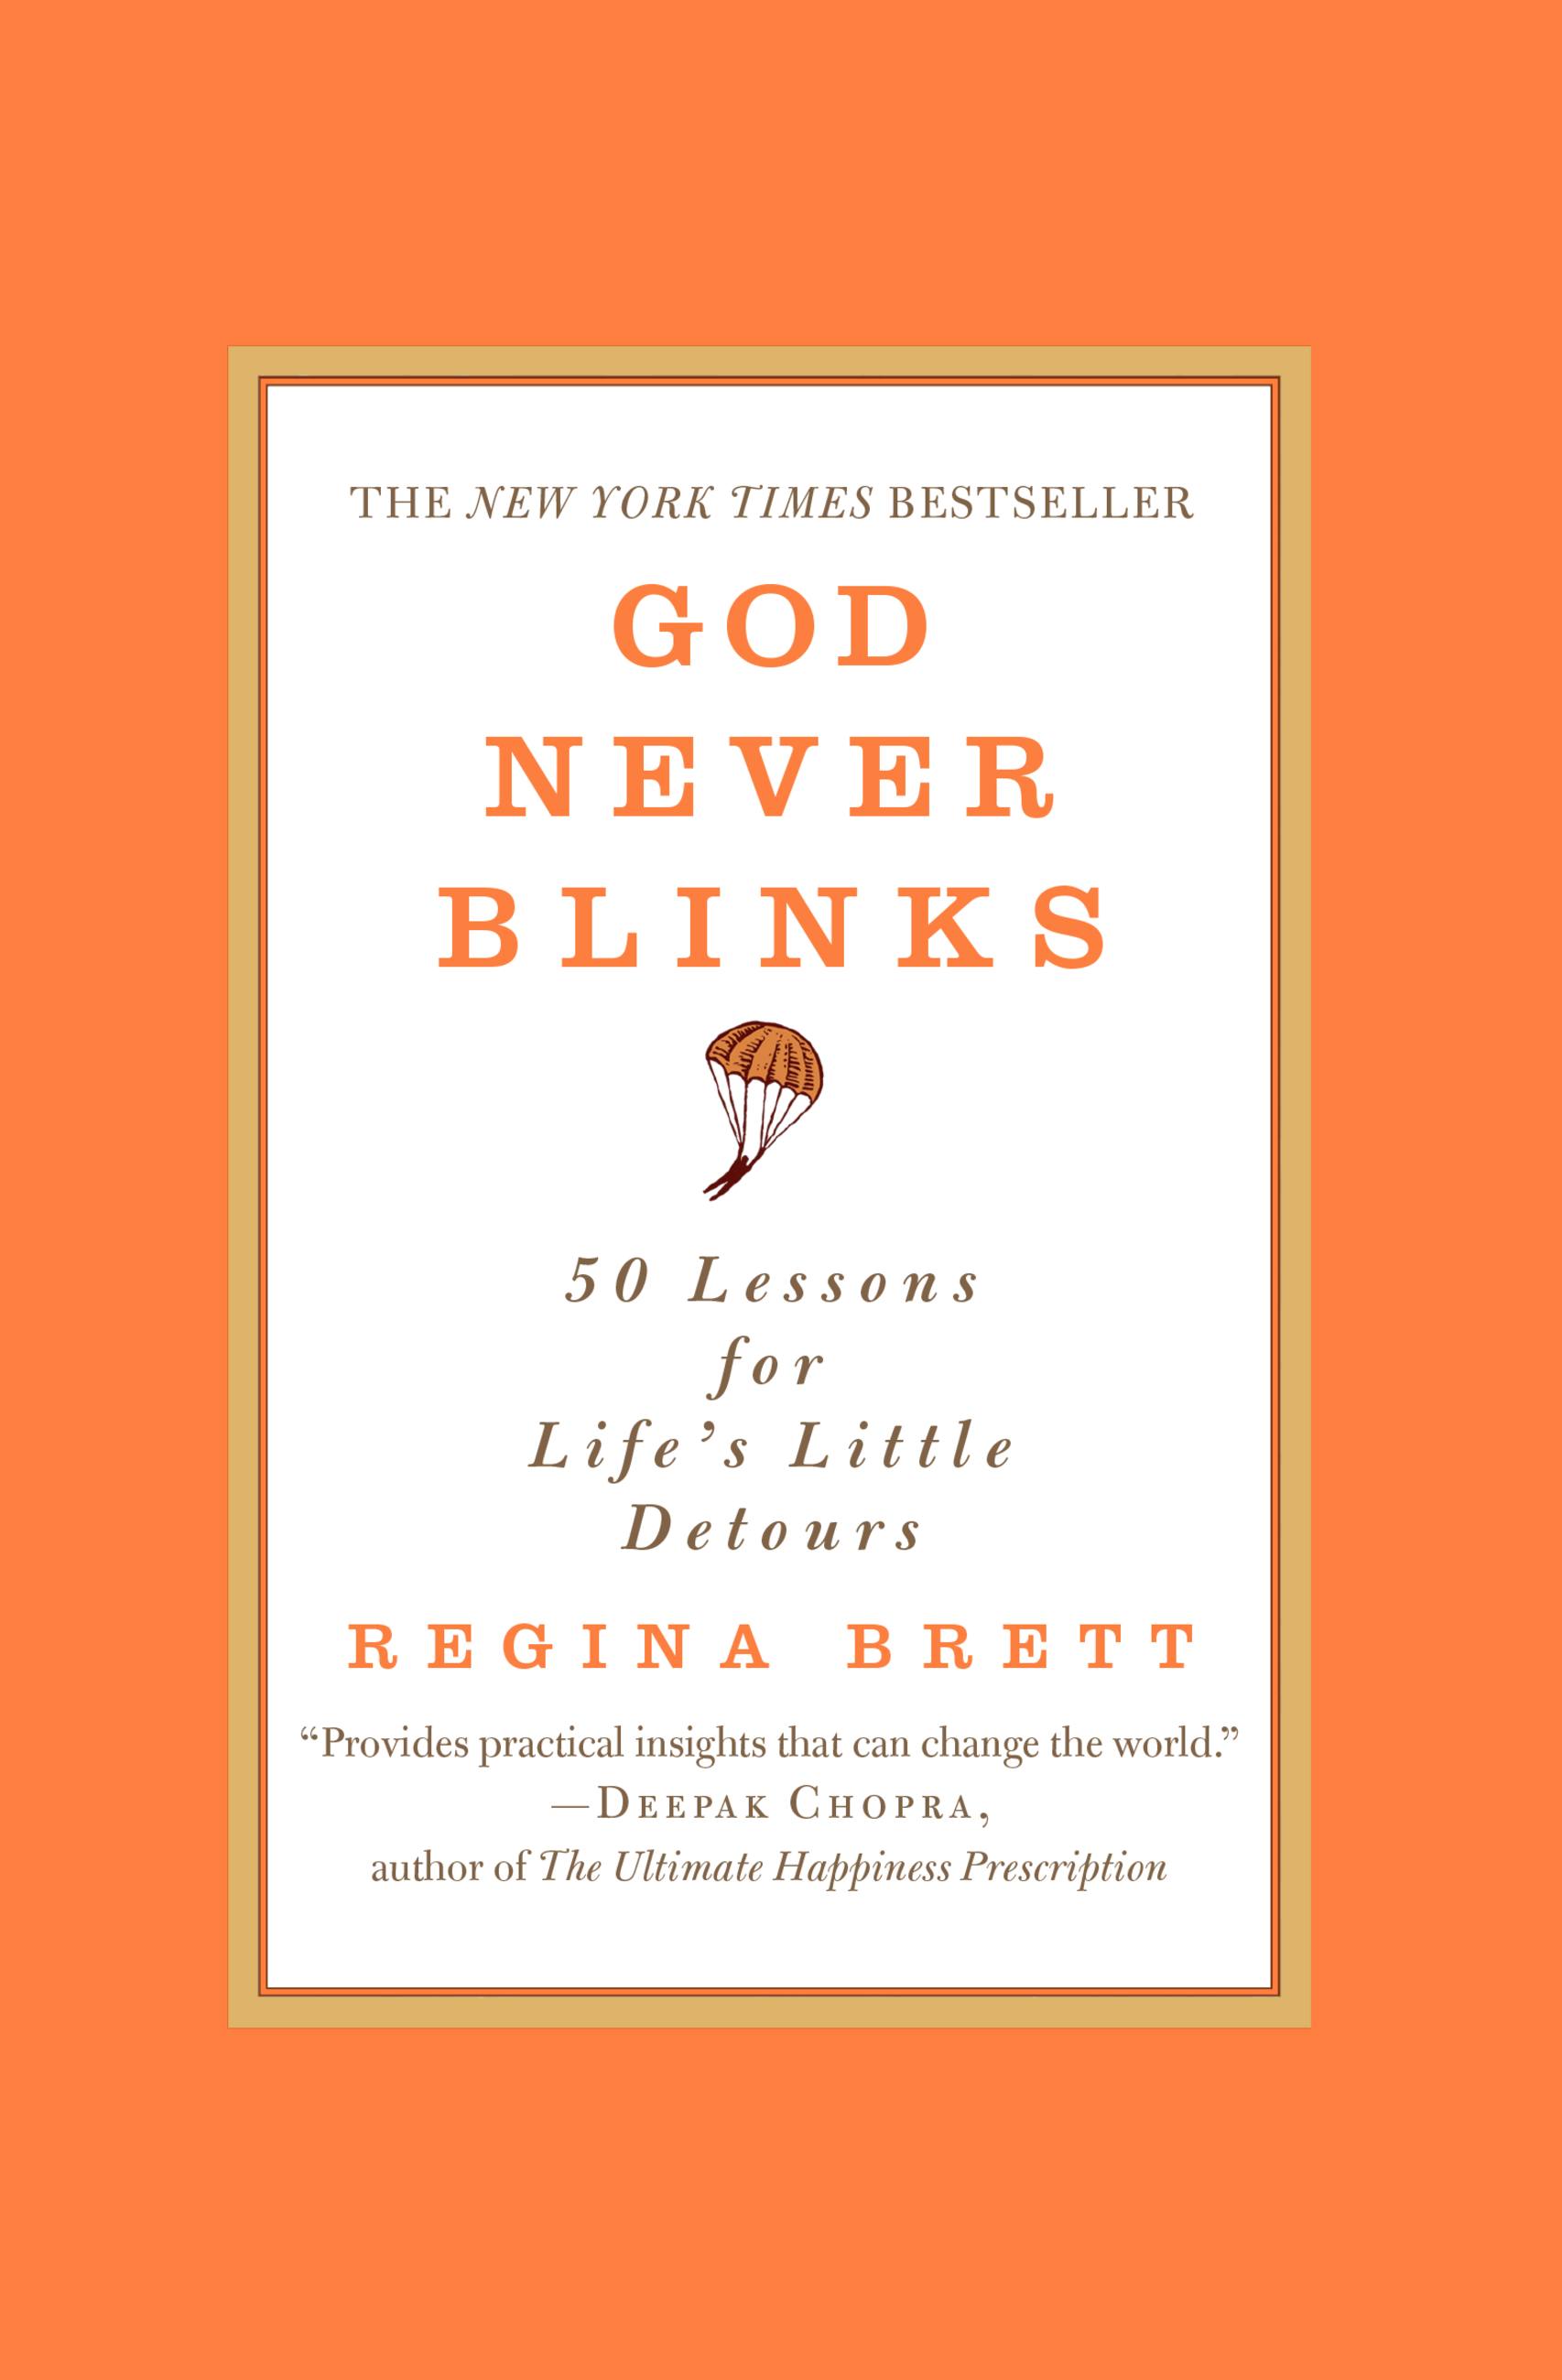 THE NEW YORK TIMES BESTSELLER
GOD
NEVER
BLINKS
50 Lessons
for
Life’s Little
Detours
REGINA BRETT
“Provides practical insights that can change the world.”
—DEEPAK CHOPRA,
author of The Ultimate Happiness Prescription